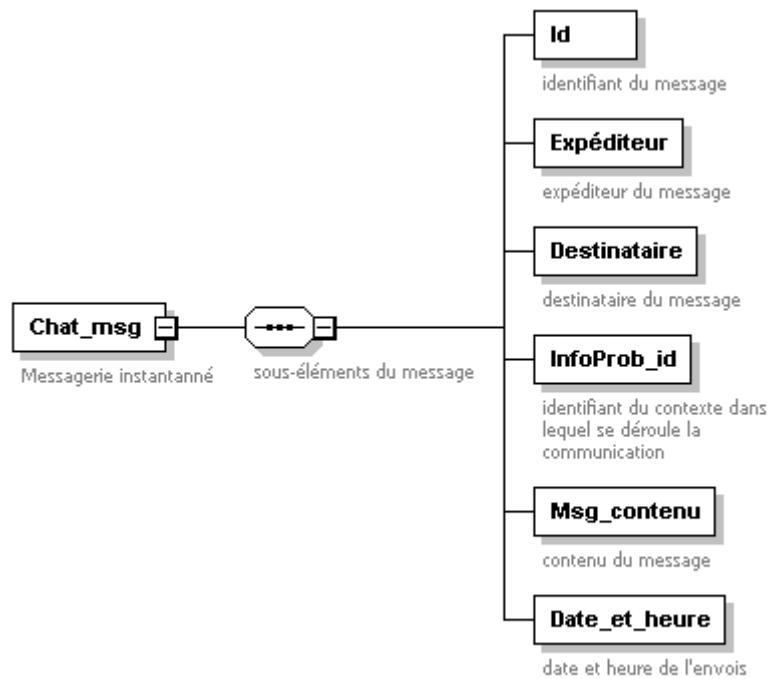 Id
identifiant du message
Expéditeur
expéditeur du message
Destinataire
destinataire du message
Chat_msg
Messagerie instantanné
sous-éléments du message
InfoProb_id
identifiant du contexte dans
lequel se déroule la
communication
Msg_contenu
contenu du message
Date_et_heure
date et heure de l'envois